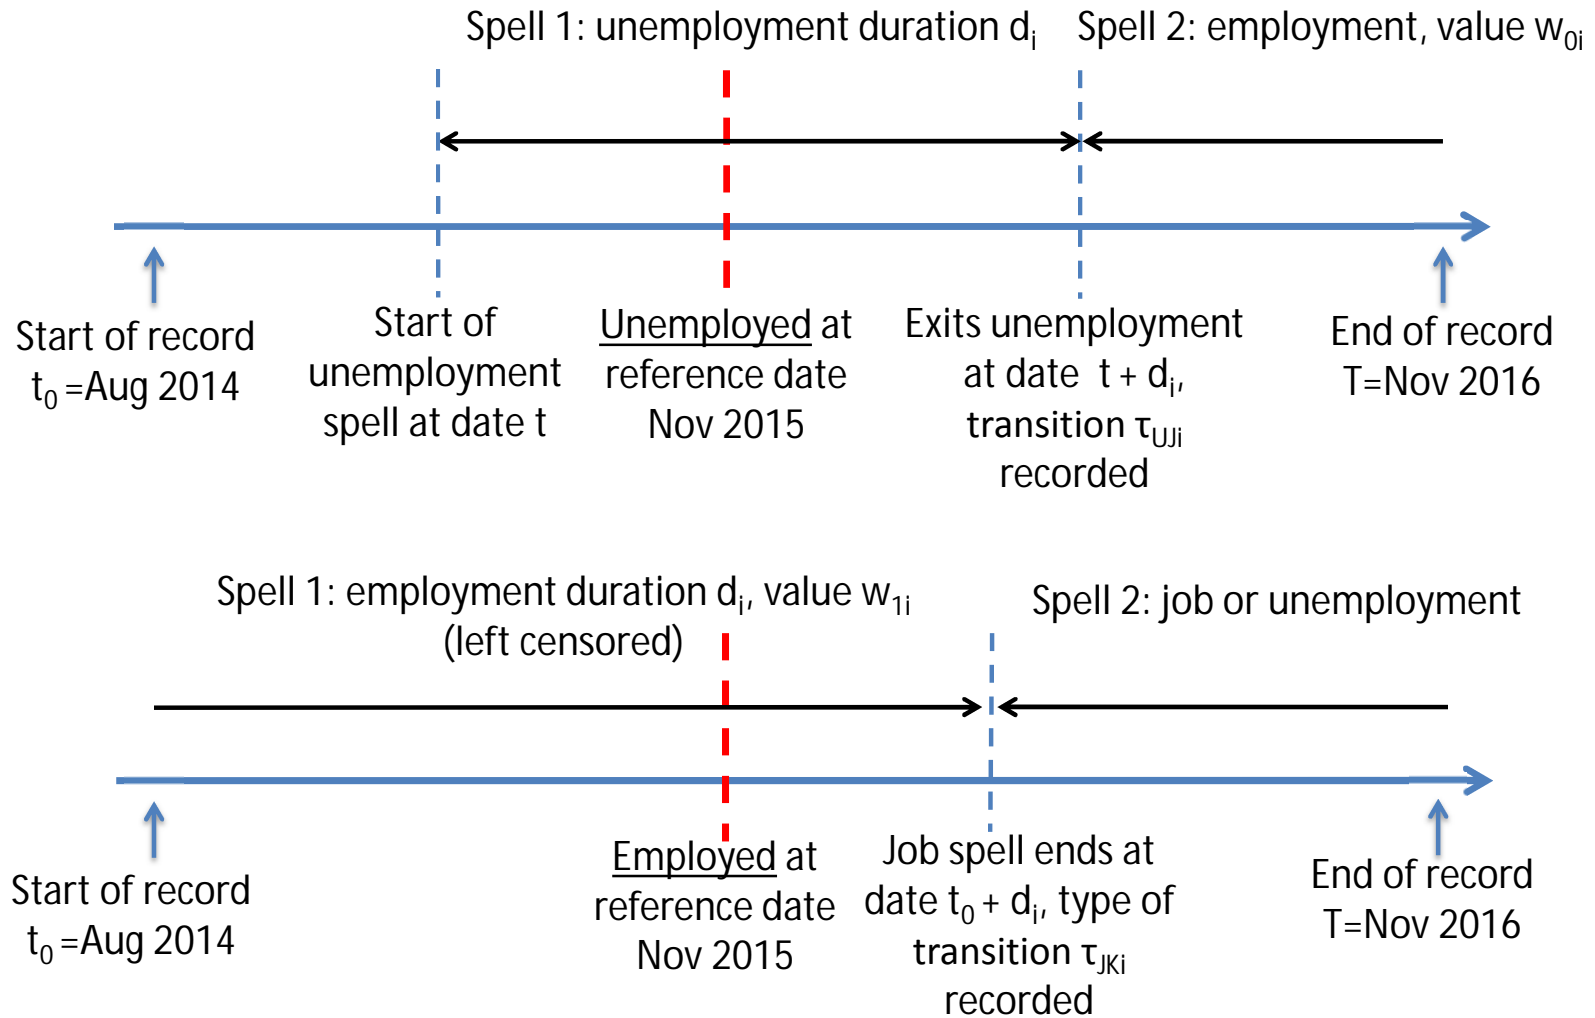 Spell 1: unemployment duration dᵢ
Spell 2: employment, value w₀ᵢ
Start of record
t₀ =Aug 2014
Start of
unemployment
spell at date t
Unemployed at
reference date
Nov 2015
Exits unemployment
at date t + dᵢ,
transition τ_UJi
recorded
End of record
T=Nov 2016
Spell 1: employment duration dᵢ, value w₁ᵢ
(left censored)
Spell 2: job or unemployment
Start of record
t₀ =Aug 2014
Employed at
reference date
Nov 2015
Job spell ends at
date t₀ + dᵢ, type of
transition τ_JKi
recorded
End of record
T=Nov 2016